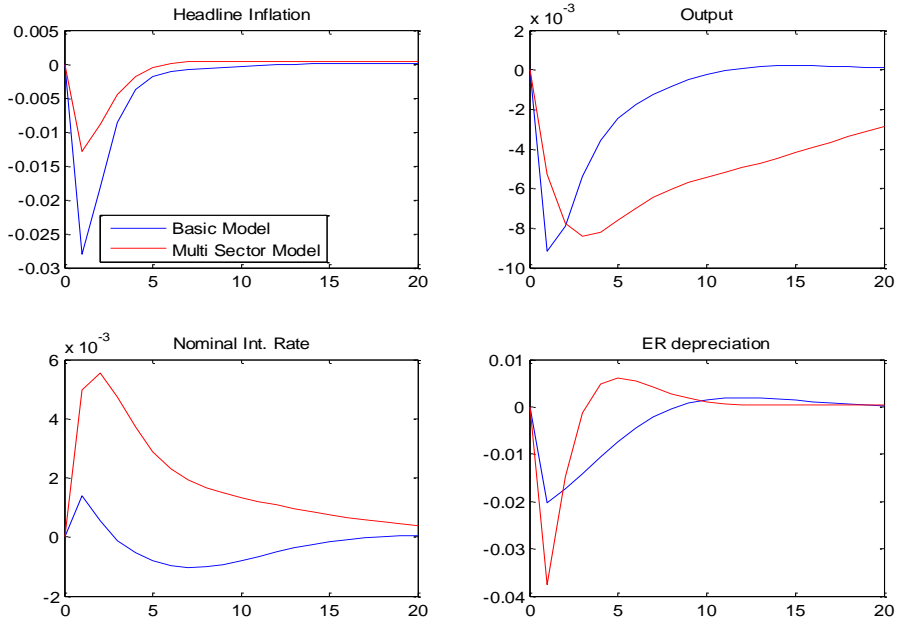 Headline Inflation
0.005
0
-0.005
-0.01
-0.015
-0.02
-0.025
-0.03
0 5 10 15 20
Basic Model
Multi Sector Model
Output
x 10-3
2
0
-2
-4
-6
-8
-10
0 5 10 15 20
Nominal Int. Rate
x 10-3
6
4
2
0
-2
0 5 10 15 20
ER depreciation
0.01
0
-0.01
-0.02
-0.03
-0.04
0 5 10 15 20